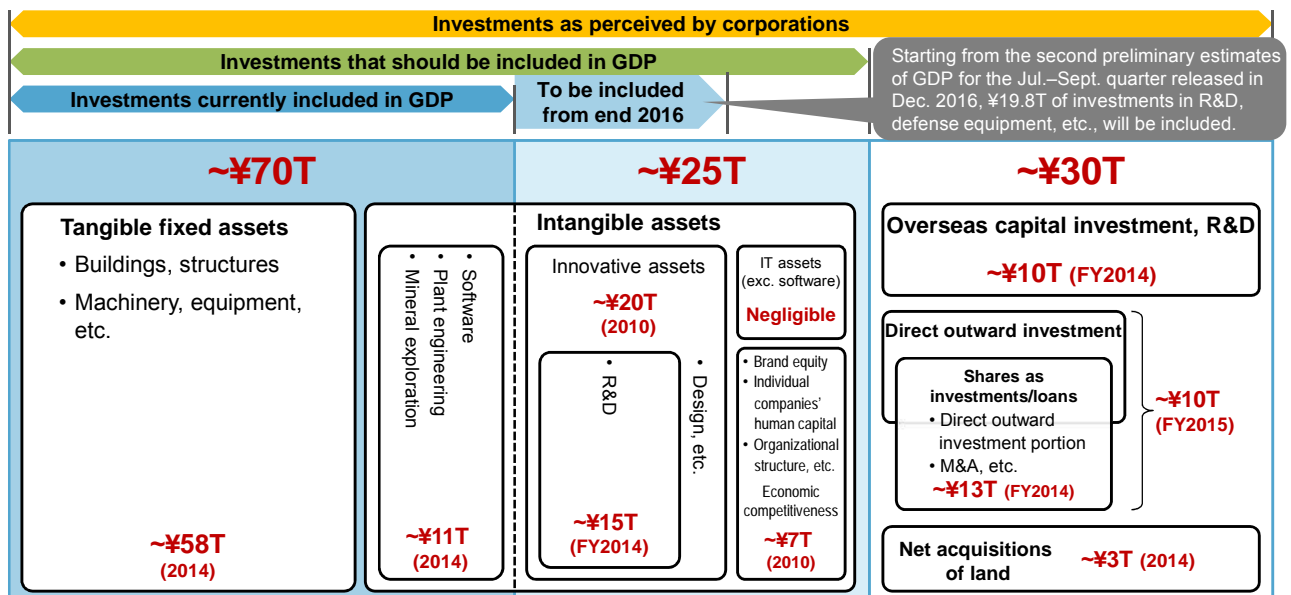 Investments as perceived by corporations
Investments that should be included in GDP
Investments currently included in GDP
To be included
from end 2016
Starting from the second preliminary estimates
of GDP for the Jul.–Sept. quarter released in
Dec. 2016, ¥19.8T of investments in R&D,
defense equipment, etc., will be included.
~¥70T
~¥25T
~¥30T
Tangible fixed assets
• Buildings, structures
• Machinery, equipment,
etc.
~¥58T
(2014)
Intangible assets
• Software
• Plant engineering
• Mineral exploration
~¥11T
(2014)
Innovative assets
~¥20T
(2010)
• R&D
~¥15T
(FY2014)
• Design, etc.
IT assets
(exc. software)
Negligible
• Brand equity
• Individual
companies'
human capital
• Organizational
structure, etc.
Economic
competitiveness
~¥7T
(2010)
Overseas capital investment, R&D
~¥10T (FY2014)
Direct outward investment
Shares as
investments/loans
• Direct outward
investment portion
• M&A, etc.
~¥13T (FY2014)
~¥10T
(FY2015)
Net acquisitions
of land
~¥3T (2014)